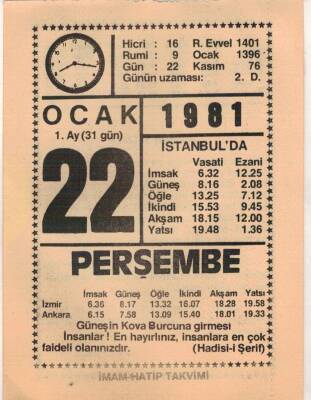 Hicri : 16 R. Evvel 1401
Rumi : 9 Ocak 1396
Gün : 22 Kasım 76
Günün uzaması: 2. D.
OCAK 1981
1. Ay (31 gün)
İSTANBUL'DA
22
Vasati Ezani
İmsak 6.32 12.25
Güneş 8.16 2.08
Öğle 13.25 7.12
İkindi 15.53 9.45
Akşam 18.15 12.00
Yatsı 19.48 1.36
PERŞEMBE
İmsak Güneş Öğle İkindi Akşam Yatsı
İzmir 6.36 8.17 13.32 16.07 18.28 19.58
Ankara 6.15 7.58 13.09 15.40 18.01 19.33
Güneşin Kova Burcuna girmesi
İnsanlar! En hayırlınız, insanlara en çok
faideli olanınızdır. (Hadisi-i Şerif)
İMAM-HATİP TAKVİMİ